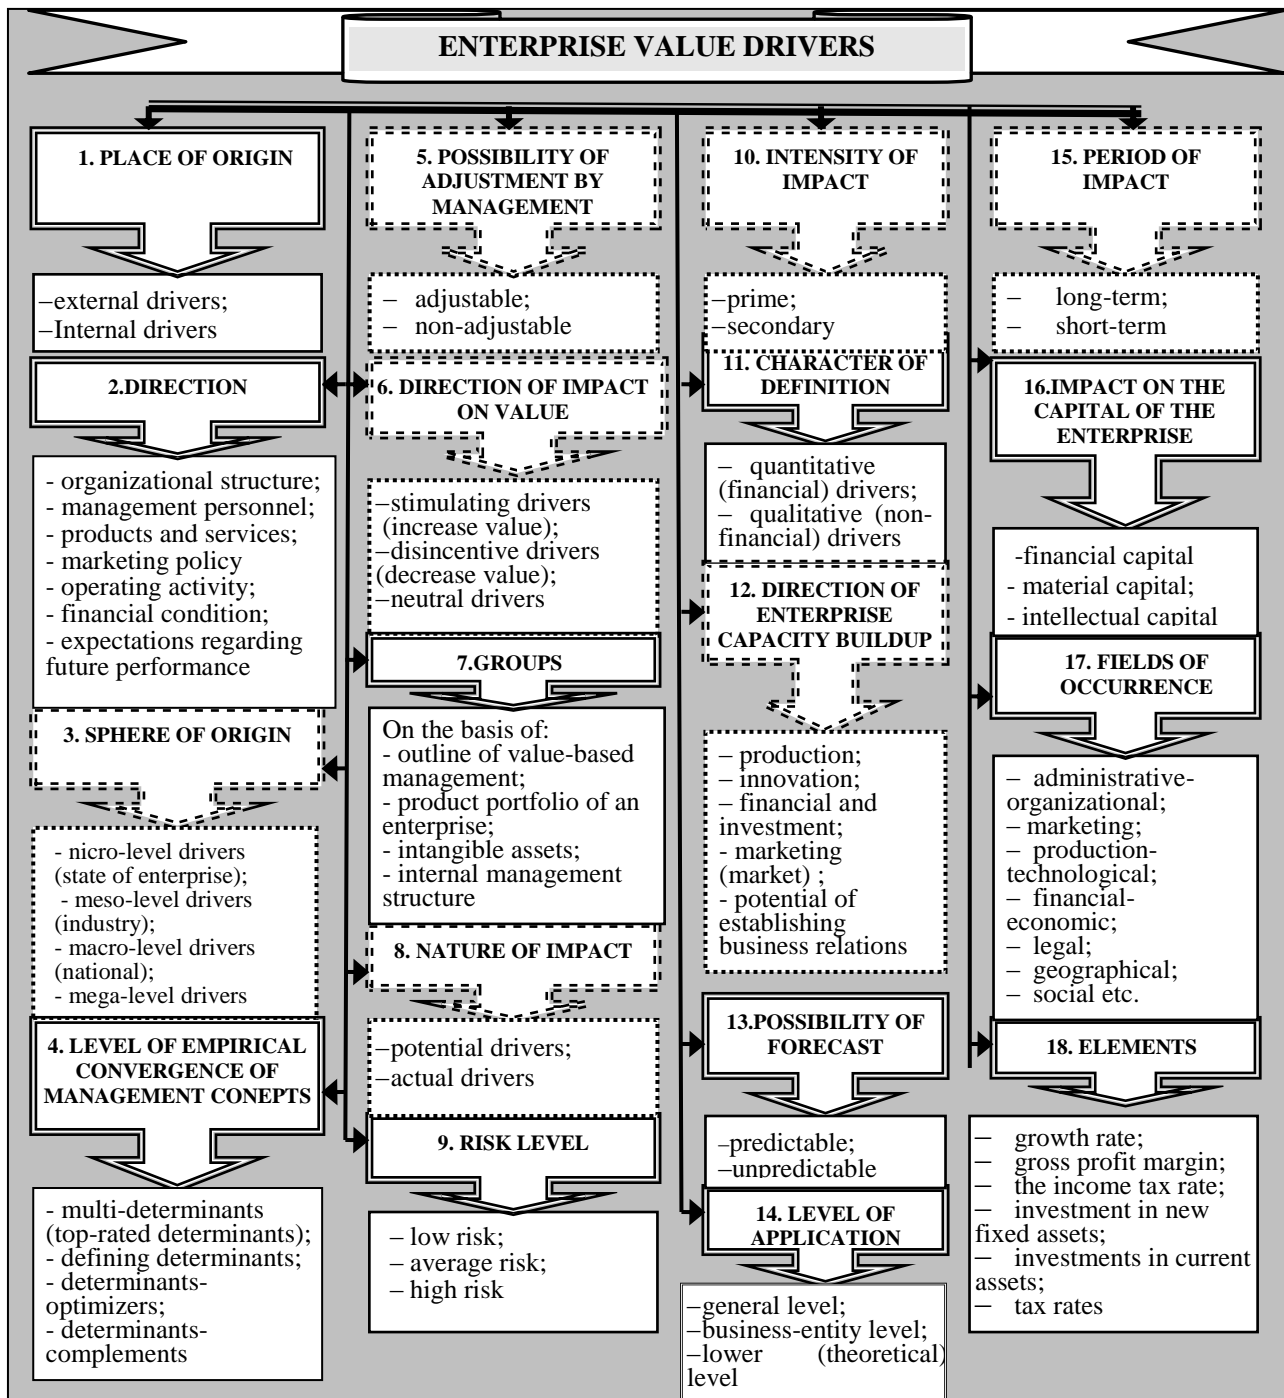 ENTERPRISE VALUE DRIVERS
1. PLACE OF ORIGIN
–external drivers;
–Internal drivers
2.DIRECTION
- organizational structure;
- management personnel;
- products and services;
- marketing policy
- operating activity;
- financial condition;
- expectations regarding
future performance
3. SPHERE OF ORIGIN
- nicro-level drivers
(state of enterprise);
- meso-level drivers
(industry);
- macro-level drivers
(national);
- mega-level drivers
4. LEVEL OF EMPIRICAL
CONVERGENCE OF
MANAGEMENT CONEPTS
- multi-determinants
(top-rated determinants);
- defining determinants;
- determinants-
optimizers;
- determinants-
complements
5. POSSIBILITY OF
ADJUSTMENT BY
MANAGEMENT
– adjustable;
– non-adjustable
6. DIRECTION OF IMPACT
ON VALUE
–stimulating drivers
(increase value);
–disincentive drivers
(decrease value);
–neutral drivers
7.GROUPS
On the basis of:
- outline of value-based
management;
- product portfolio of an
enterprise;
- intangible assets;
- internal management
structure
8. NATURE OF IMPACT
–potential drivers;
–actual drivers
9. RISK LEVEL
– low risk;
– average risk;
– high risk
10. INTENSITY OF
IMPACT
–prime;
–secondary
11. CHARACTER OF
DEFINITION
– quantitative
(financial) drivers;
– qualitative (non-
financial) drivers
12. DIRECTION OF
ENTERPRISE
CAPACITY BUILDUP
– production;
– innovation;
– financial and
investment;
- marketing
(market) ;
- potential of
establishing
business relations
13.POSSIBILITY OF
FORECAST
–predictable;
–unpredictable
14. LEVEL OF
APPLICATION
–general level;
–business-entity level;
–lower (theoretical)
level
15. PERIOD OF
IMPACT
– long-term;
– short-term
16.IMPACT ON THE
CAPITAL OF THE
ENTERPRISE
-financial capital
- material capital;
- intellectual capital
17. FIELDS OF
OCCURRENCE
– administrative-
organizational;
– marketing;
– production-
technological;
– financial-
economic;
– legal;
– geographical;
– social etc.
18. ELEMENTS
– growth rate;
– gross profit margin;
– the income tax rate;
– investment in new
fixed assets;
– investments in current
assets;
– tax rates